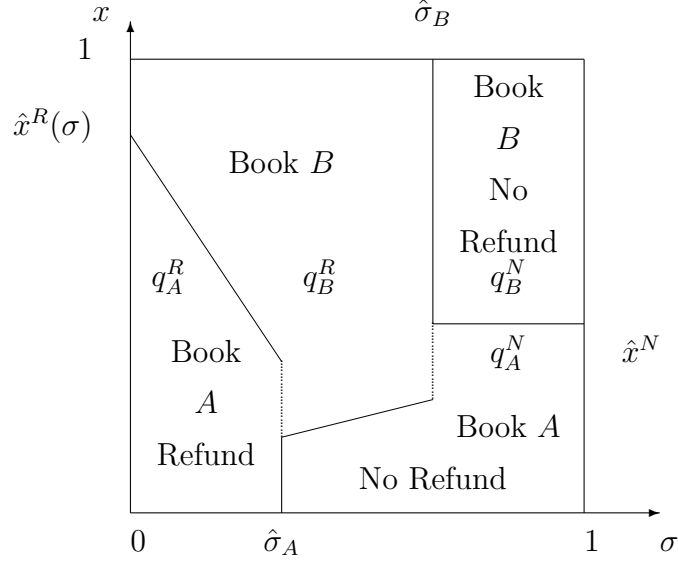 x
σ̂_B
1
x̂^R(σ)
Book
B
No
Refund
q_B^N
Book B
q_A^R
q_B^R
q_A^N
x̂^N
Book
A
Refund
Book A
No Refund
0
σ̂_A
1
σ